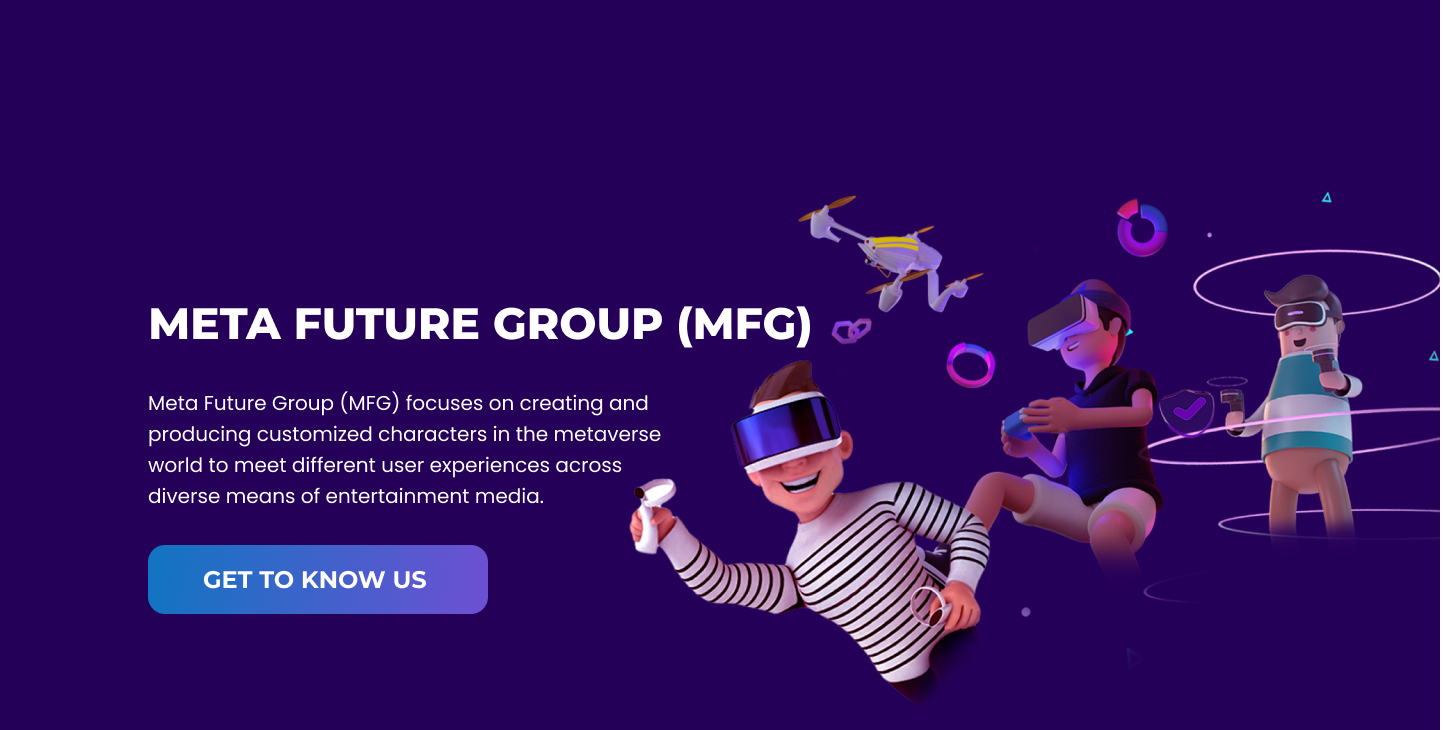 META FUTURE GROUP (MFG)
Meta Future Group (MFG) focuses on creating and
producing customized characters in the metaverse
world to meet different user experiences across
diverse means of entertainment media.
GET TO KNOW US